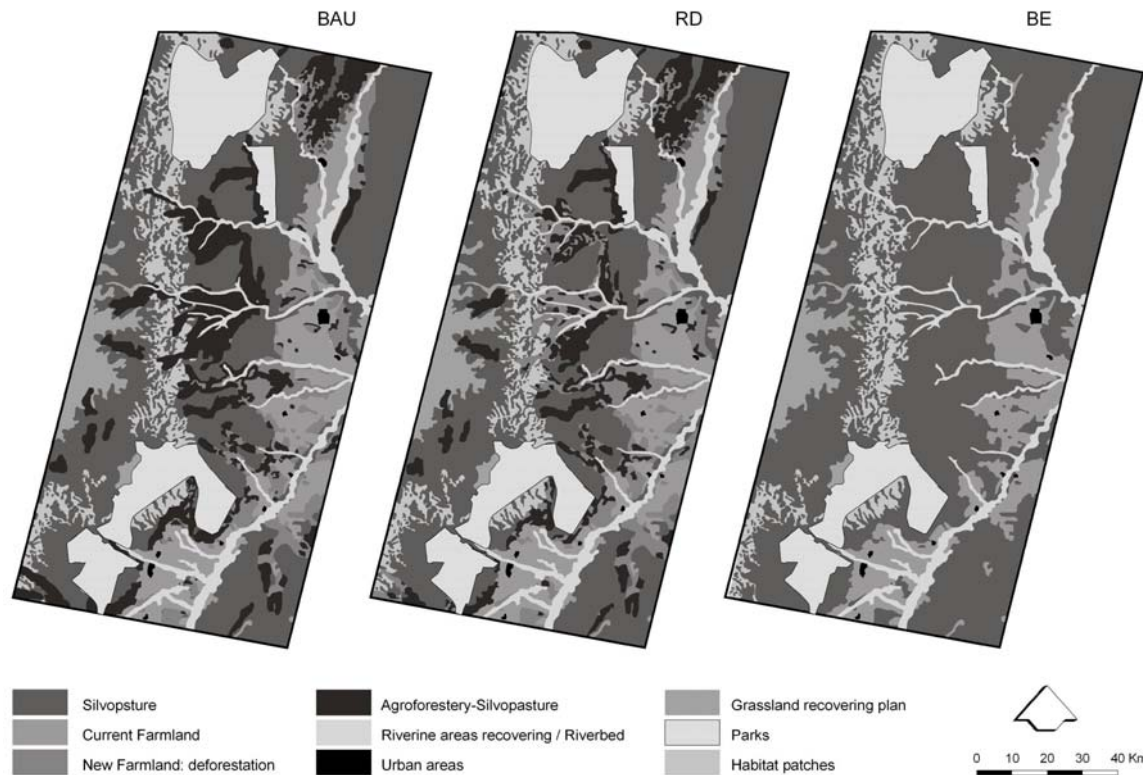 BAU
RD
BE
Silvopsture
Current Farmland
New Farmland: deforestation
Agroforestery-Silvopasture
Riverine areas recovering / Riverbed
Urban areas
Grassland recovering plan
Parks
Habitat patches
0 10 20 30 40 Km